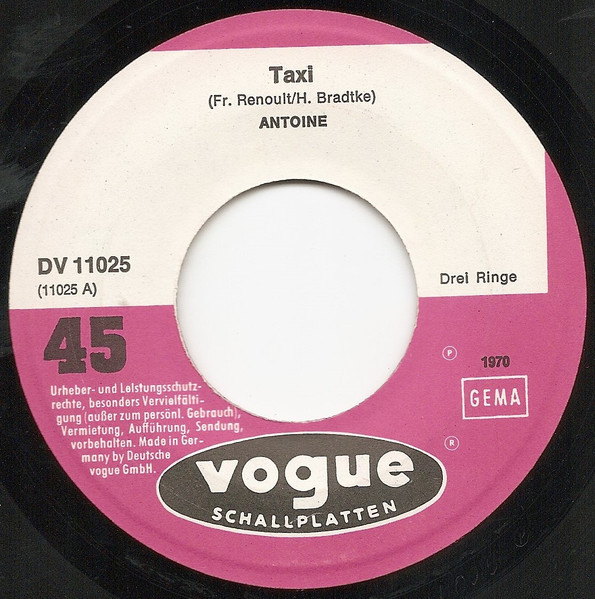 Taxi
(Fr. Renoult/H. Bradtke)
ANTOINE
DV 11025
(11025 A)
Drei Ringe
45
P
1970
GEMA
Urheber- und Leistungsschutz-
rechte, besonders Vervielfälti-
gung (außer zum persönl. Gebrauch),
Vermietung, Aufführung, Sendung,
vorbehalten. Made in Ger-
many by Deutsche
vogue GmbH.
R
vogue
SCHALLPLATTEN